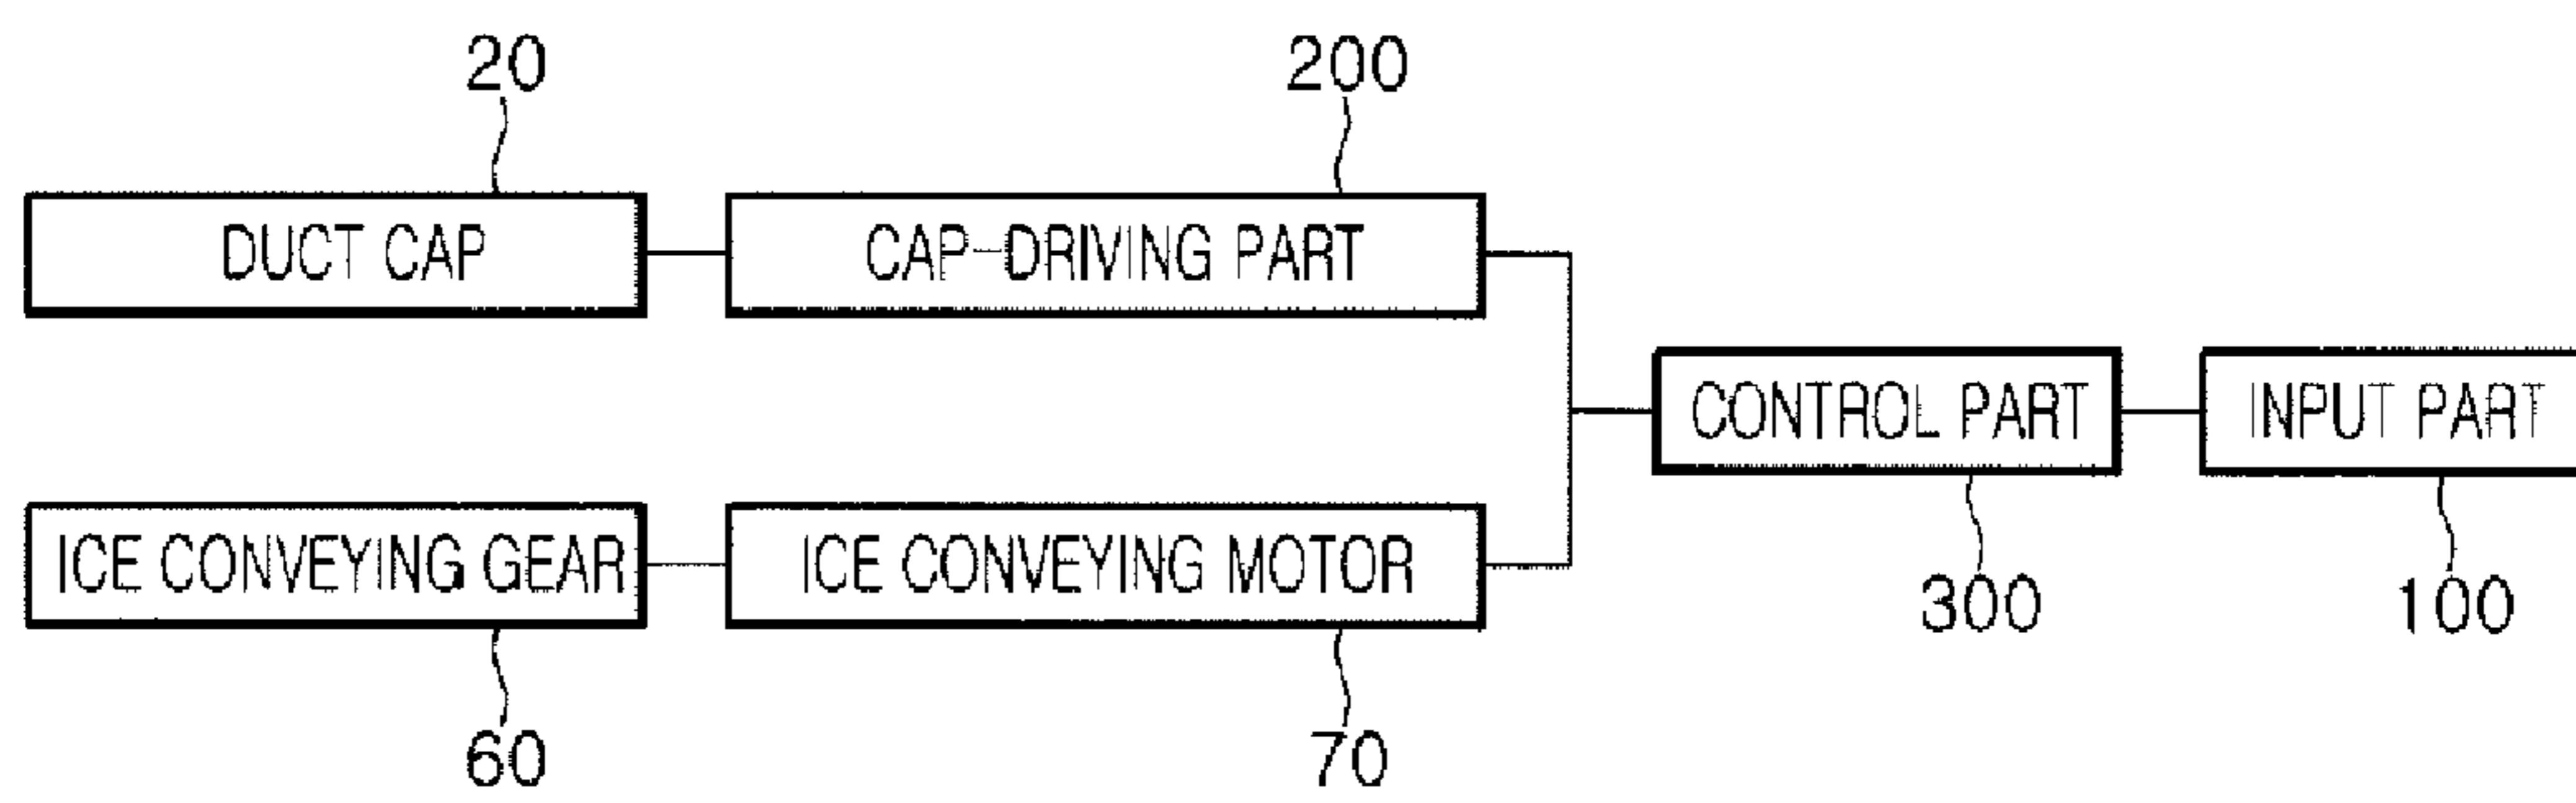 20
200
DUCT CAP
CAP-DRIVING PART
CONTROL PART
INPUT PART
ICE CONVEYING GEAR
ICE CONVEYING MOTOR
300
100
60
70